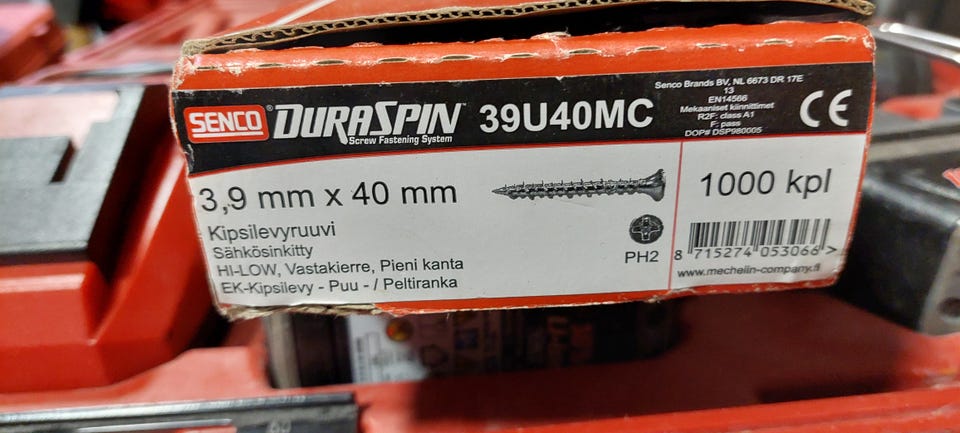 SENCO® DURASPIN™ 39U40MC
Screw Fastening System
Senco Brands BV, NL 6673 DR 17E
13
EN14566
Mekaaniset kiinnittimet
R2F: class A1
F: pass
DOP# DSP980005
CE
3,9 mm x 40 mm
1000 kpl
Kipsilevyruuvi
Sähkösinkitty
HI-LOW, Vastakierre, Pieni kanta
EK-Kipsilevy - Puu - / Peltiranka
PH2
8 715274 053066 >
www.mechelin-company.fi